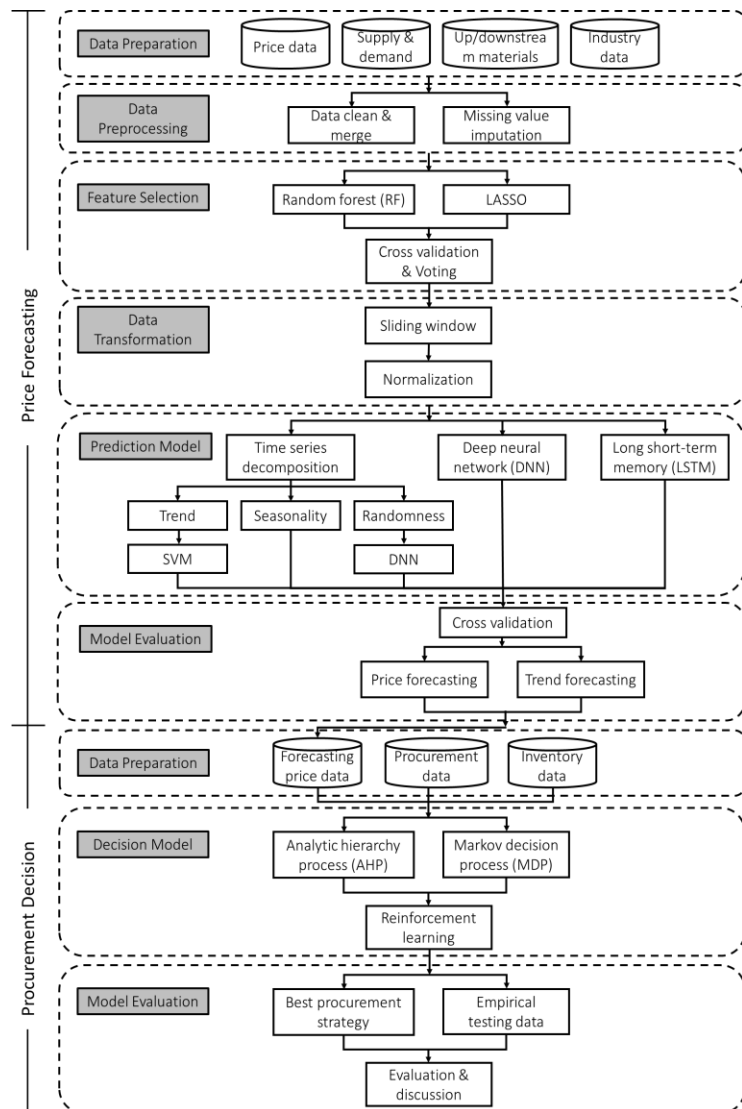 Price Forecasting
Data Preparation
Price data
Supply &
demand
Up/downstrea
m materials
Industry
data
Data
Preprocessing
Data clean &
merge
Missing value
imputation
Feature Selection
Random forest (RF)
LASSO
Cross validation
& Voting
Data
Transformation
Sliding window
Normalization
Prediction Model
Time series
decomposition
Deep neural
network (DNN)
Long short-term
memory (LSTM)
Trend
Seasonality
Randomness
SVM
DNN
Model Evaluation
Cross validation
Price forecasting
Trend forecasting
Procurement Decision
Data Preparation
Forecasting
price data
Procurement
data
Inventory
data
Decision Model
Analytic hierarchy
process (AHP)
Markov decision
process (MDP)
Reinforcement
learning
Model Evaluation
Best procurement
strategy
Empirical
testing data
Evaluation &
discussion